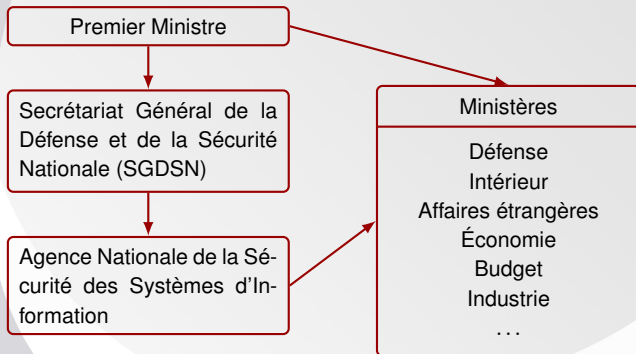 Premier Ministre
Secrétariat Général de la
Défense et de la Sécurité
Nationale (SGDSN)
Agence Nationale de la Sé-
curité des Systèmes d'In-
formation
Ministères
Défense
Intérieur
Affaires étrangères
Économie
Budget
Industrie
...